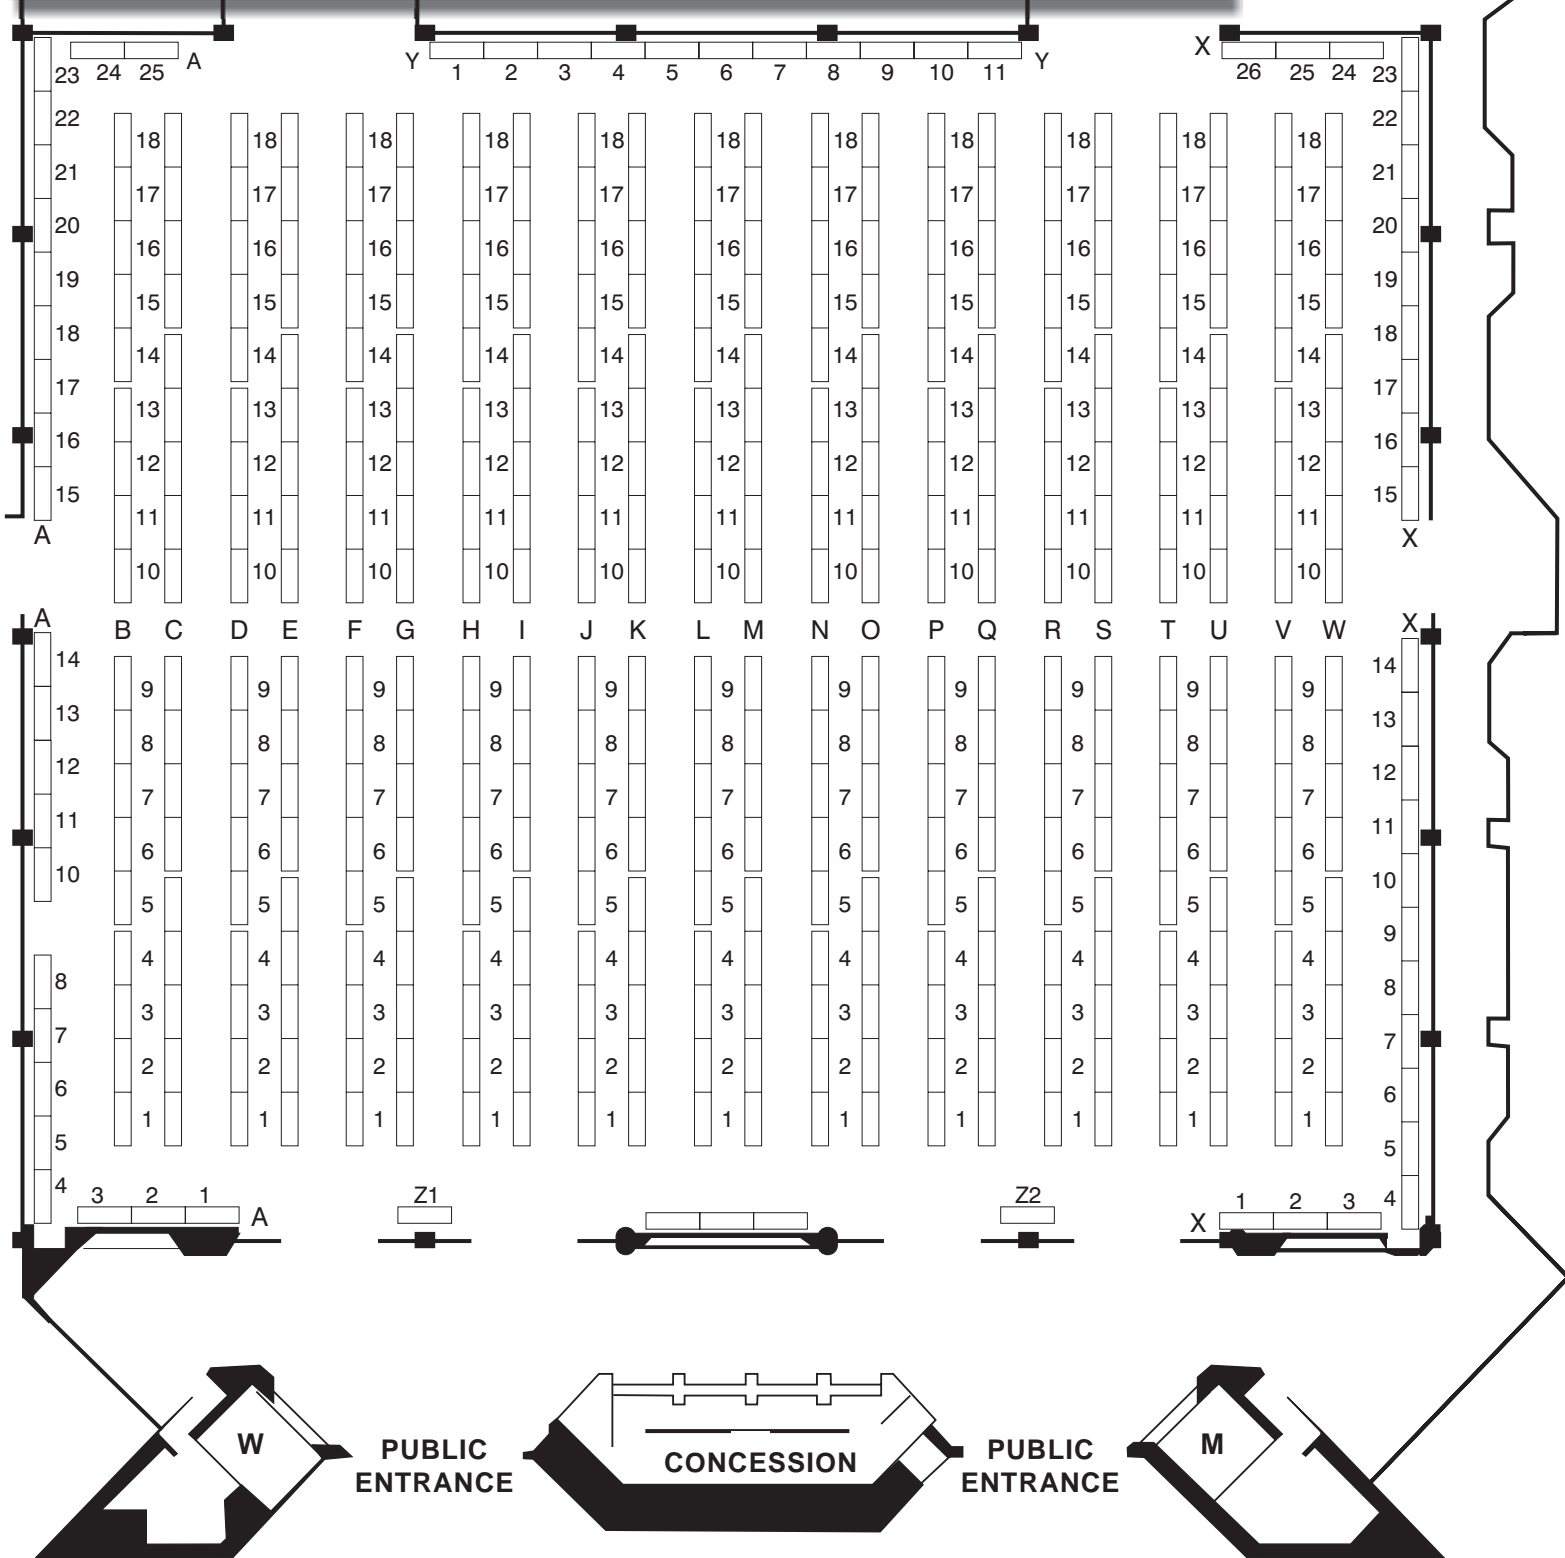 A Y Y X
24 25 1 2 3 4 5 6 7 8 9 10 11 26 25 24
23 23
22 22
18 18 18 18 18 18 18 18 18 18 18
21 21
17 17 17 17 17 17 17 17 17 17 17
20 20
16 16 16 16 16 16 16 16 16 16 16
19 19
15 15 15 15 15 15 15 15 15 15 15
18 18
14 14 14 14 14 14 14 14 14 14 14
17 17
13 13 13 13 13 13 13 13 13 13 13
16 16
12 12 12 12 12 12 12 12 12 12 12
15 15
11 11 11 11 11 11 11 11 11 11 11
A X
10 10 10 10 10 10 10 10 10 10 10
A X
B C D E F G H I J K L M N O P Q R S T U V W
14 14
9 9 9 9 9 9 9 9 9 9 9
13 13
8 8 8 8 8 8 8 8 8 8 8
12 12
7 7 7 7 7 7 7 7 7 7 7
11 11
6 6 6 6 6 6 6 6 6 6 6
10 10
5 5 5 5 5 5 5 5 5 5 5
9
4 4 4 4 4 4 4 4 4 4 4
8 8
3 3 3 3 3 3 3 3 3 3 3
7 7
2 2 2 2 2 2 2 2 2 2 2
6 6
1 1 1 1 1 1 1 1 1 1 1
5 5
4 4
3 2 1 Z1 Z2 1 2 3
A X
W M
PUBLIC
ENTRANCE
CONCESSION
PUBLIC
ENTRANCE